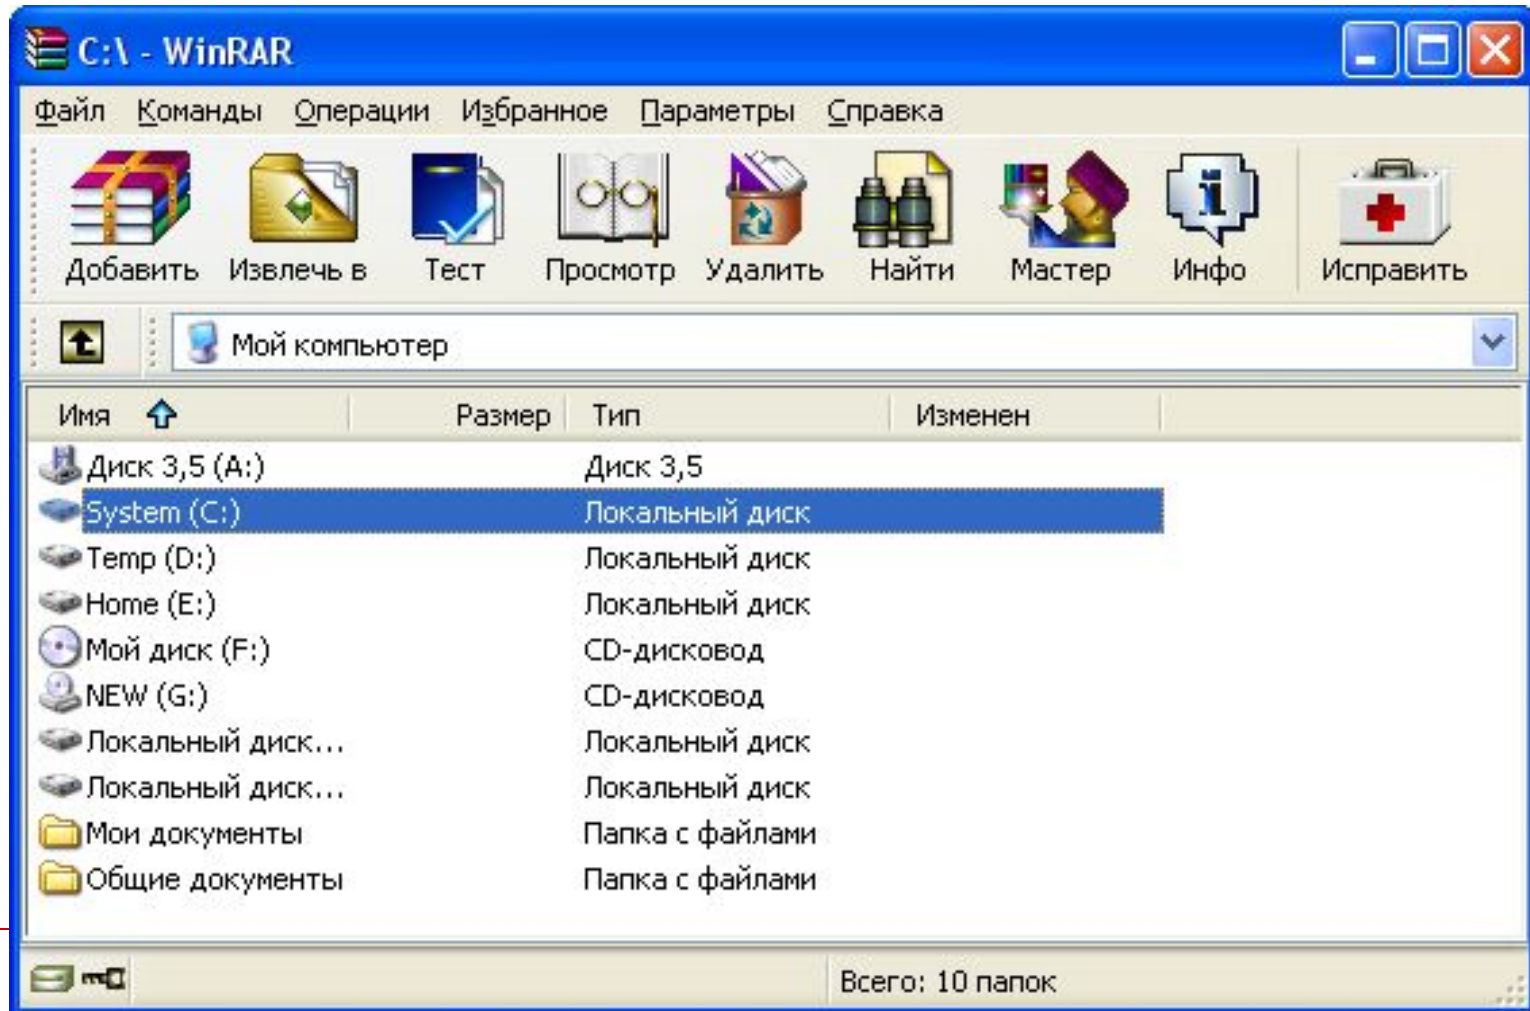 C:\ - WinRAR
Файл Команды Операции Избранное Параметры Справка
Добавить Извлечь в Тест Просмотр Удалить Найти Мастер Инфо Исправить
Мой компьютер
Имя Размер Тип Изменен
Диск 3,5 (A:) Диск 3,5
System (C:) Локальный диск
Temp (D:) Локальный диск
Home (E:) Локальный диск
Мой диск (F:) CD-дисковод
NEW (G:) CD-дисковод
Локальный диск... Локальный диск
Локальный диск... Локальный диск
Мои документы Папка с файлами
Общие документы Папка с файлами
Всего: 10 папок